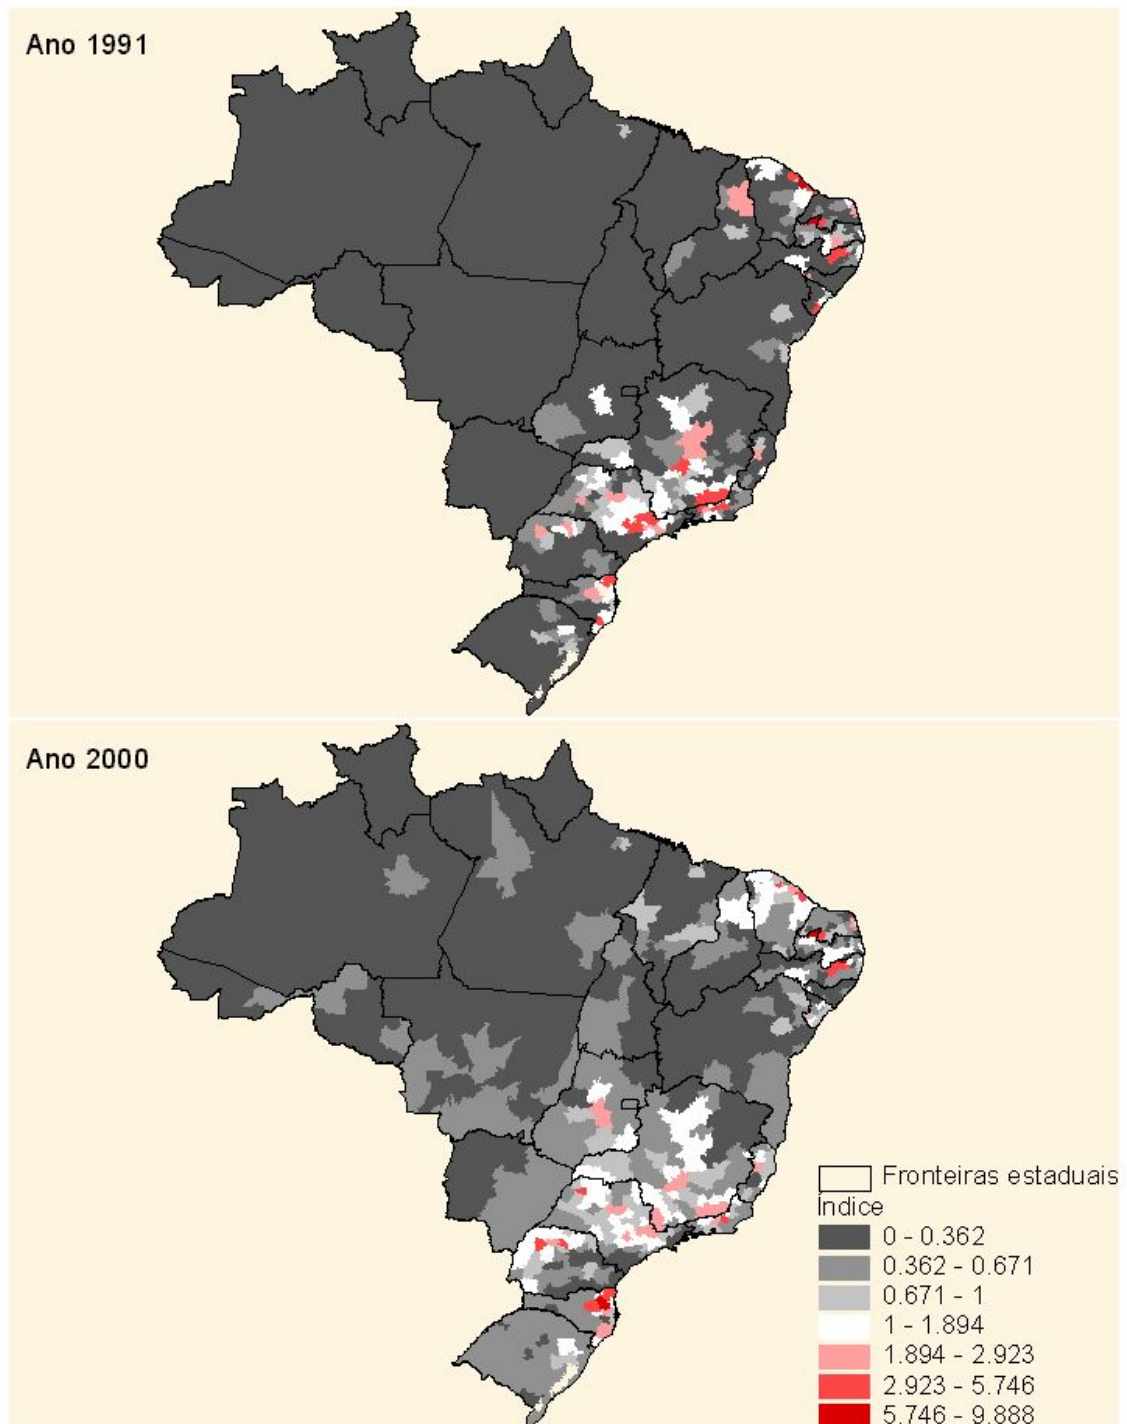 Ano 1991
Ano 2000
Fronteiras estaduais
Índice
0 - 0.362
0.362 - 0.671
0.671 - 1
1 - 1.894
1.894 - 2.923
2.923 - 5.746
5.746 - 9.888